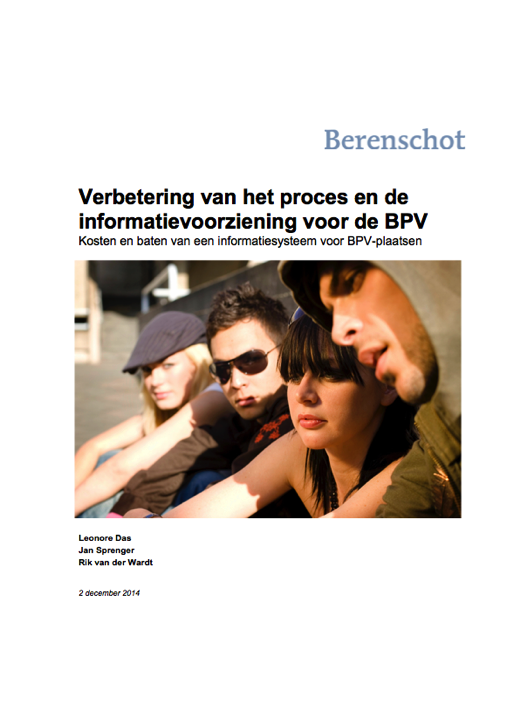 Berenschot
Verbetering van het proces en de
informatievoorziening voor de BPV
Kosten en baten van een informatiesysteem voor BPV-plaatsen
Leonore Das
Jan Sprenger
Rik van der Wardt
2 december 2014